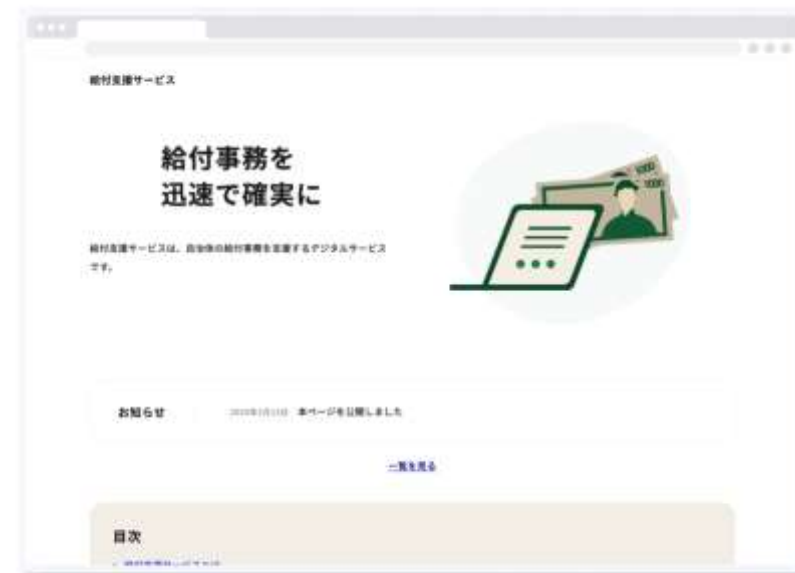 給付支援サービス
給付事務を
迅速で確実に
1000
1000
給付支援サービスは、自治体の給付事務を支援するデジタルサービス
です。
お知らせ 本ページを公開しました
一覧を見る
目次